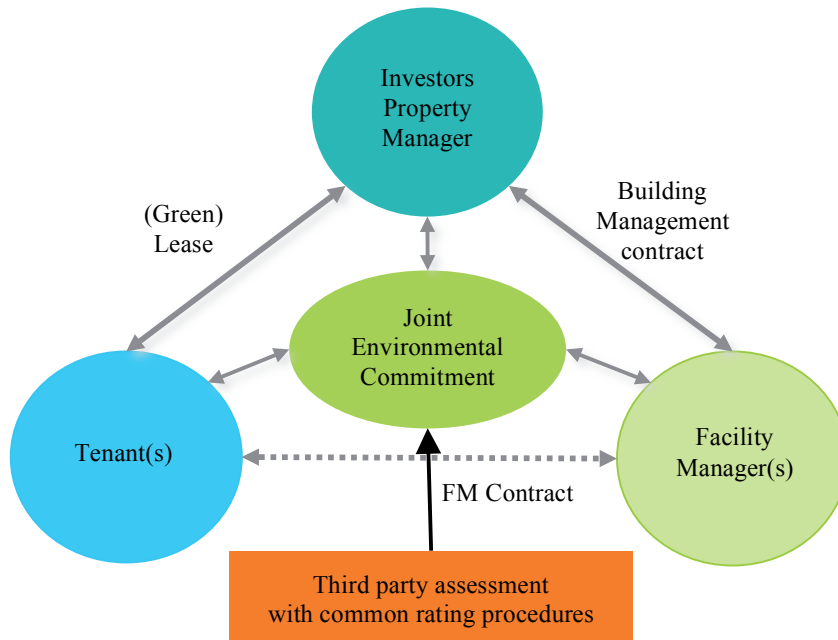 Investors
Property
Manager
(Green)
Lease
Building
Management
contract
Joint
Environmental
Commitment
Tenant(s)
Facility
Manager(s)
FM Contract
Third party assessment
with common rating procedures